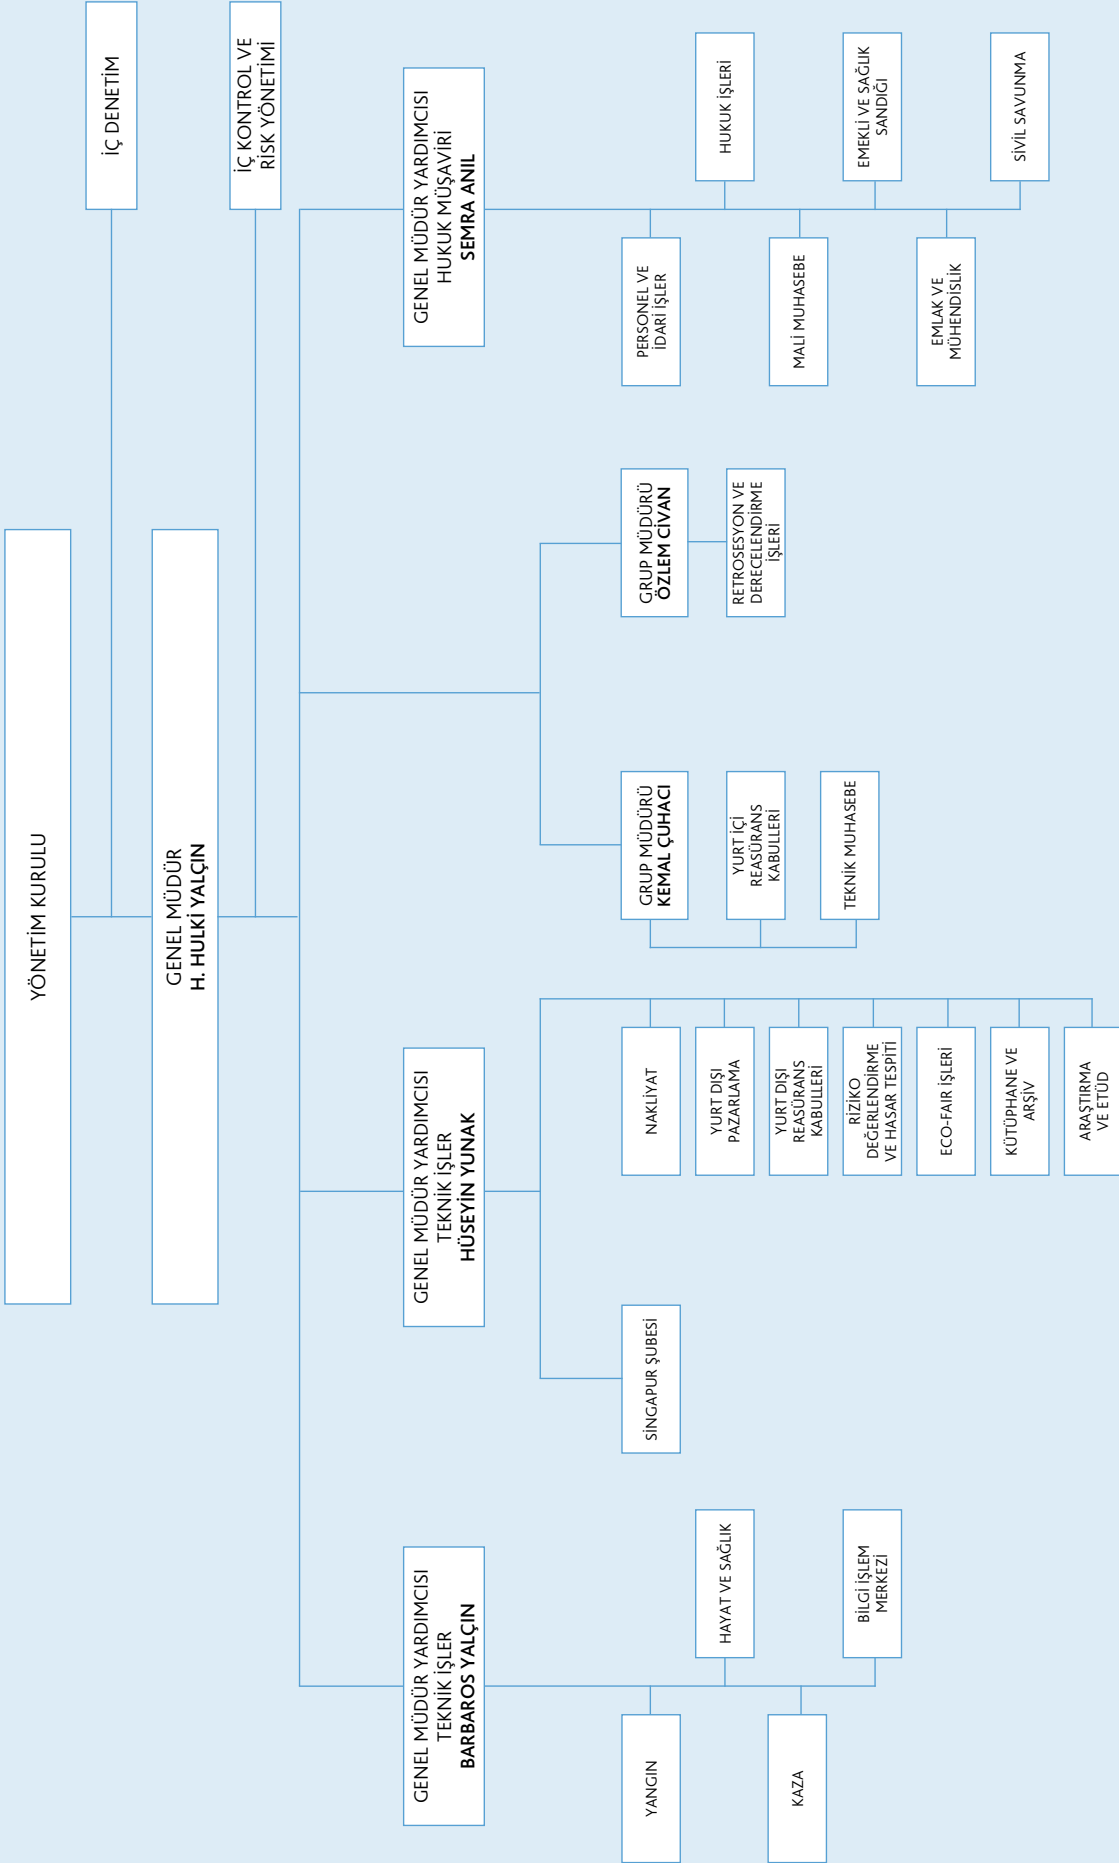 YÖNETİM KURULU
İÇ DENETİM
GENEL MÜDÜR
H. HULKİ YALÇIN
İÇ KONTROL VE
RİSK YÖNETİMİ
GENEL MÜDÜR YARDIMCISI
TEKNİK İŞLER
BARBAROS YALÇIN
YANGIN
HAYAT VE SAĞLIK
KAZA
BİLGİ İŞLEM
MERKEZİ
GENEL MÜDÜR YARDIMCISI
TEKNİK İŞLER
HÜSEYİN YUNAK
SİNGAPUR ŞUBESİ
NAKLİYAT
YURT DIŞI
PAZARLAMA
YURT DIŞI
REASÜRANS
KABULLERİ
RİZİKO
DEĞERLENDİRME
VE HASAR TESPİTİ
ECO-FAIR İŞLERİ
KÜTÜPHANE VE
ARŞİV
ARAŞTIRMA
VE ETÜD
GRUP MÜDÜRÜ
KEMAL ÇUHACI
YURT İÇİ
REASÜRANS
KABULLERİ
TEKNİK MUHASEBE
GRUP MÜDÜRÜ
ÖZLEM CİVAN
RETROSESYON VE
DERECELENDİRME
İŞLERİ
GENEL MÜDÜR YARDIMCISI
HUKUK MÜŞAVİRİ
SEMRA ANIL
PERSONEL VE
İDARİ İŞLER
HUKUK İŞLERİ
MALİ MUHASEBE
EMEKLİ VE SAĞLIK
SANDIĞI
EMLAK VE
MÜHENDİSLİK
SİVİL SAVUNMA